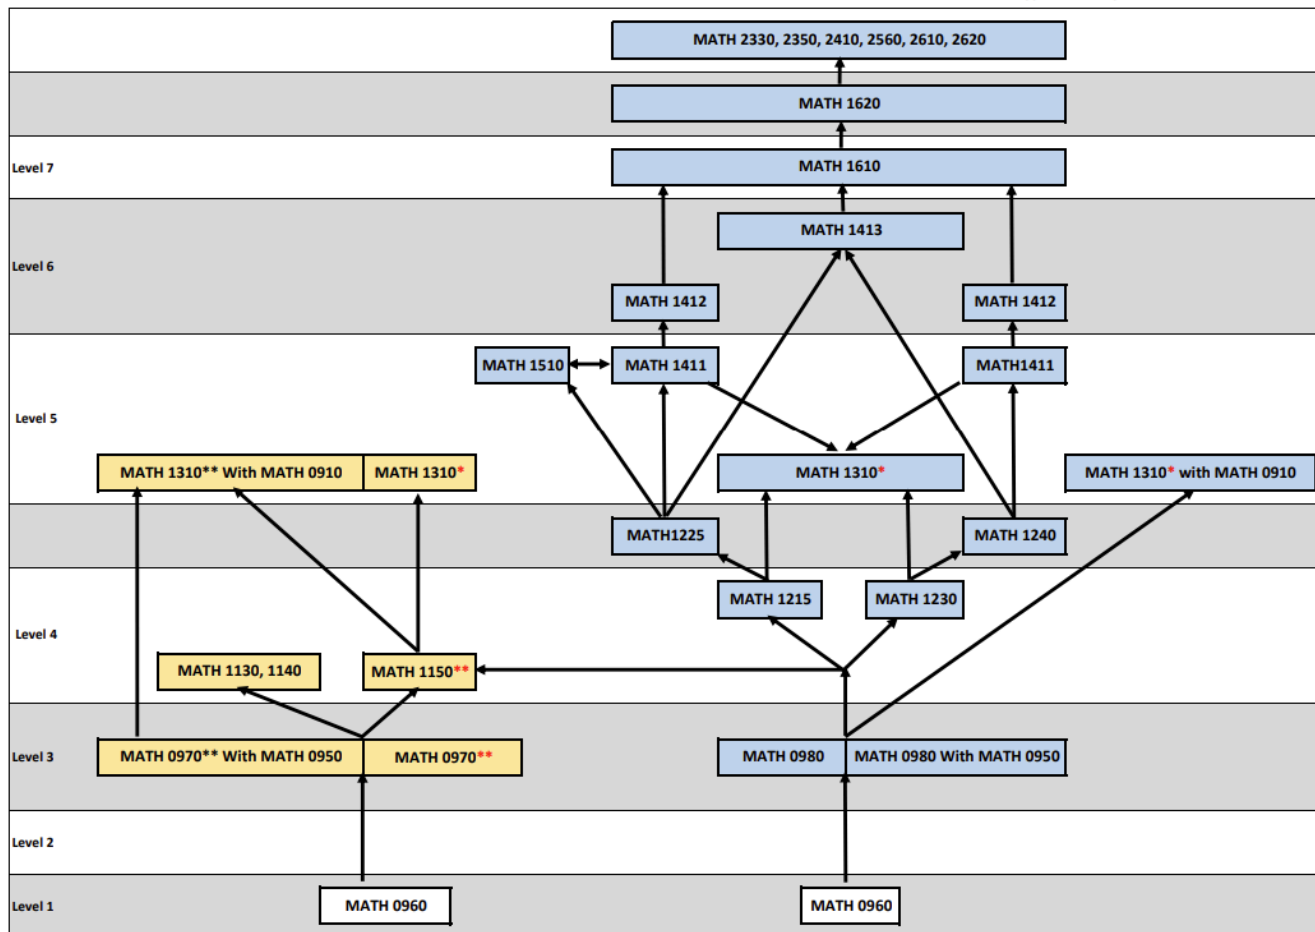 MATH 2330, 2350, 2410, 2560, 2610, 2620
MATH 1620
Level 7
MATH 1610
MATH 1413
Level 6
MATH 1412
MATH 1412
MATH 1510
MATH 1411
MATH1411
Level 5
MATH 1310** With MATH 0910
MATH 1310*
MATH 1310*
MATH 1310* with MATH 0910
MATH1225
MATH 1240
MATH 1215
MATH 1230
Level 4
MATH 1130, 1140
MATH 1150**
Level 3
MATH 0970** With MATH 0950
MATH 0970**
MATH 0980
MATH 0980 With MATH 0950
Level 2
Level 1
MATH 0960
MATH 0960